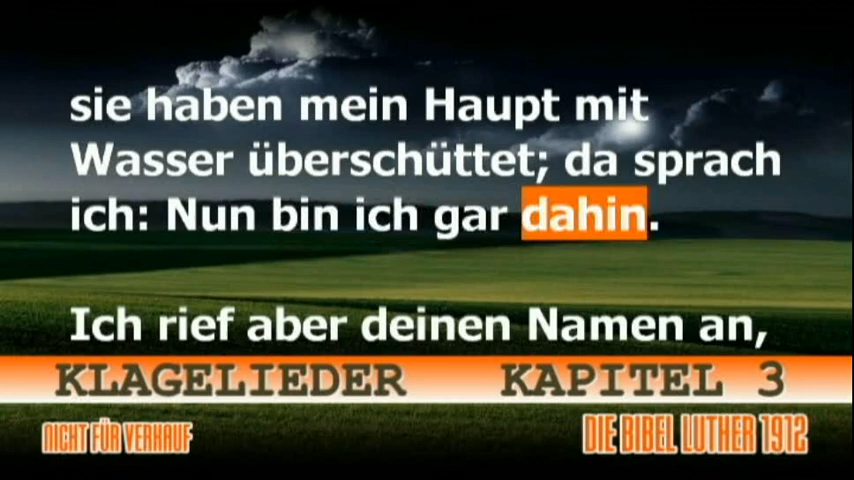 sie haben mein Haupt mit
Wasser überschüttet; da sprach
ich: Nun bin ich gar dahin.
Ich rief aber deinen Namen an,
KLAGELIEDER KAPITEL 3
NICHT FÜR VERKAUF DIE BIBEL LUTHER 1912